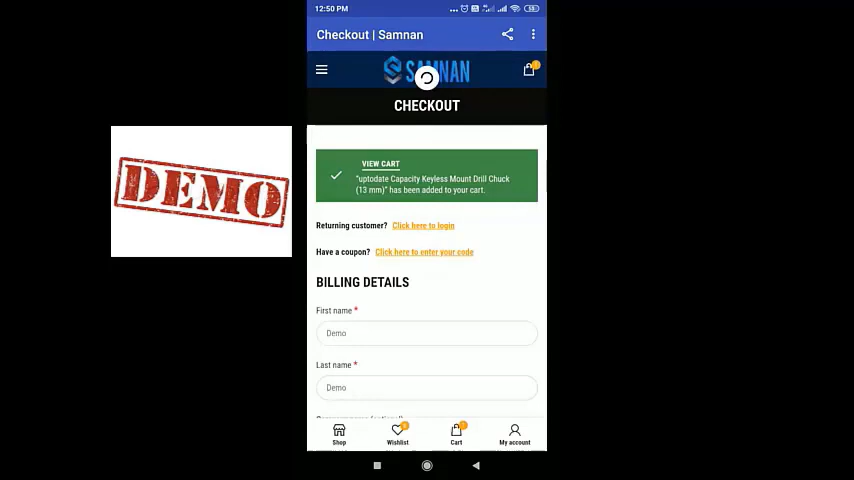 12:50 PM
Checkout | Samnan
SAMNAN
CHECKOUT
VIEW CART
"uptodate Capacity Keyless Mount Drill Chuck
(13 mm)" has been added to your cart.
Returning customer? Click here to login
Have a coupon? Click here to enter your code
BILLING DETAILS
First name *
Demo
Last name *
Demo
DEMO
Shop
Wishlist
Cart
My account